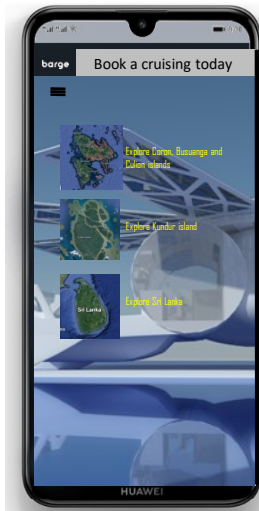 barge
Book a cruising today
Explore Coron, Busuanga and
Culion islands
Explore Kundur island
Sri Lanka
Explore Sri Lanka
HUAWEI